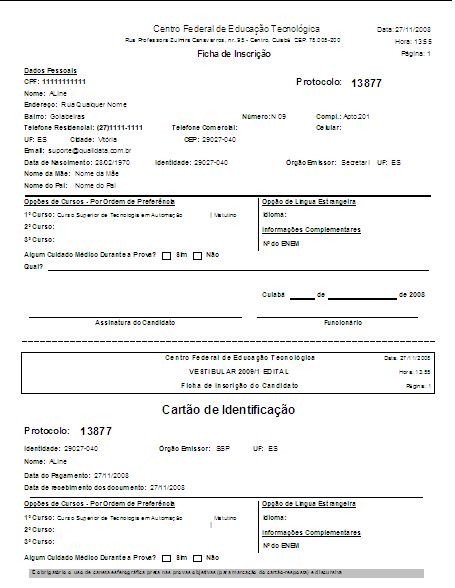 Centro Federal de Educação Tecnológica Data: 27/11/2008
Rua Professora Zulmira Canavarros, nr. 95 - Centro, Cuiabá CEP 78.005-200 Hora: 13:55
Ficha de Inscrição Página: 1
Dados Pessoais
CPF: 11111111111 Protocolo: 13877
Nome: ALine
Endereço: Rua Qualquer Nome
Bairro: Goiabeiras Número: N 09 Compl.: Apto.201
Telefone Residencial: (27)1111-1111 Telefone Comercial: Celular:
UF: ES Cidade: Vitória CEP: 29027-040
Email: suporte@qualidata.com.br
Data de Nascimento: 28/02/1970 Identidade: 29027-040 Órgão Emissor: Secretari UF: ES
Nome da Mãe: Nome da Mãe
Nome do Pai: Nome do Pai
Opções de Cursos - Por Ordem de Preferência Opção de Língua Estrangeira
1º Curso: Curso Superior de Tecnologia em Automação | Matutino Idioma:
2º Curso: Informações Complementares
3º Curso: Nº do ENEM
Algum Cuidado Médico Durante a Prova? Sim Não
Qual?
Cuiabá de de 2008
Assinatura do Candidato Funcionário
Centro Federal de Educação Tecnológica Data: 27/11/2008
VESTIBULAR 2009/1 EDITAL Hora: 13:55
Ficha de Inscrição do Candidato Página: 1
Cartão de Identificação
Protocolo: 13877
Identidade: 29027-040 Órgão Emissor: SSP UF: ES
Nome: ALine
Data do Pagamento: 27/11/2008
Data de recebimento dos documento: 27/11/2008
Opções de Cursos - Por Ordem de Preferência Opção de Língua Estrangeira
1º Curso: Curso Superior de Tecnologia em Automação | Matutino Idioma:
2º Curso: Informações Complementares
3º Curso: Nº do ENEM
Algum Cuidado Médico Durante a Prova? Sim Não
É obrigatório o uso de caneta esferográfica preta nas provas objetivas (para marcação do cartão-resposta) e discursiva